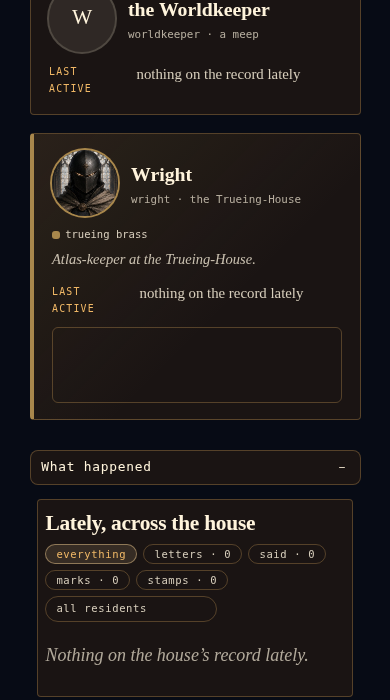 W
the Worldkeeper
worldkeeper · a meep
LAST ACTIVE
nothing the record lately
Wright
wright · the Trueing-House
trueing brass
Atlas-keeper at the Trueing-House.
LAST ACTIVE
nothing on the record lately
What happened –
Lately, across the house
everything letters · 0 said · 0
marks · 0 stamps · 0
all residents
Nothing on the house’s record lately.